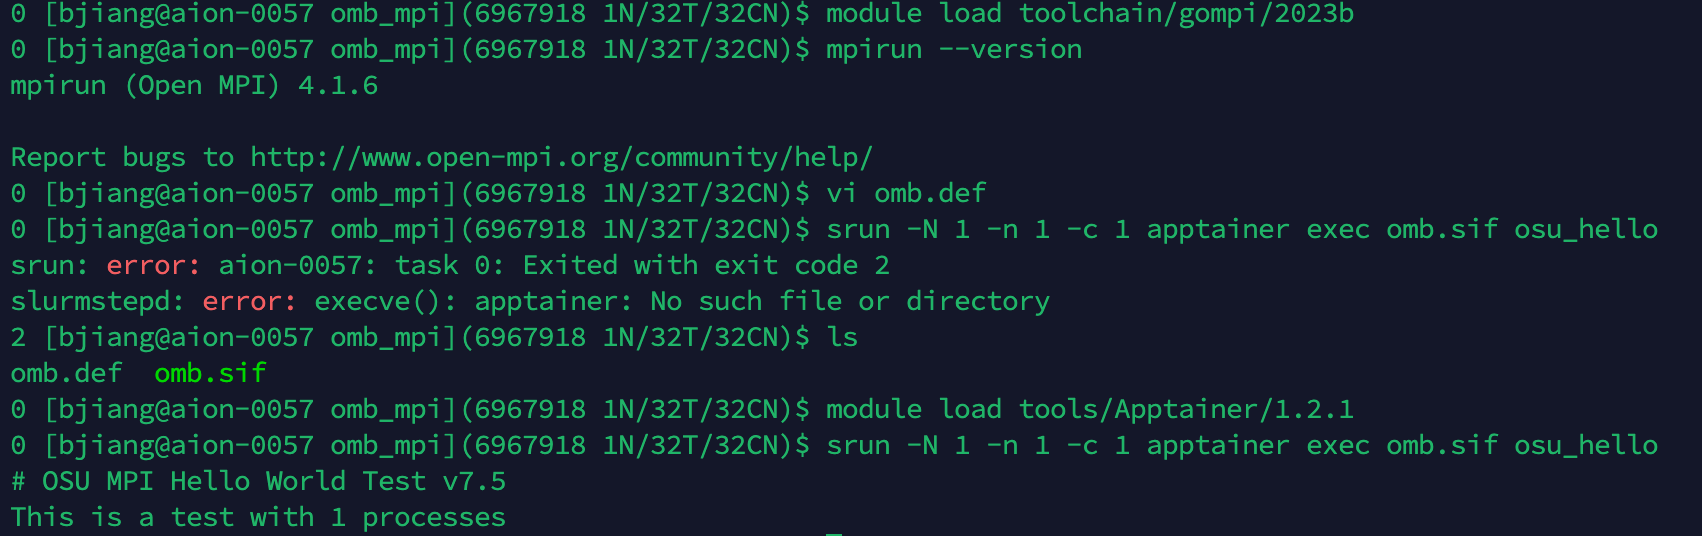 0 [bjiang@aion-0057 omb_mpi](6967918 1N/32T/32CN)$ module load toolchain/gompi/2023b
0 [bjiang@aion-0057 omb_mpi](6967918 1N/32T/32CN)$ mpirun --version
mpirun (Open MPI) 4.1.6

Report bugs to http://www.open-mpi.org/community/help/
0 [bjiang@aion-0057 omb_mpi](6967918 1N/32T/32CN)$ vi omb.def
0 [bjiang@aion-0057 omb_mpi](6967918 1N/32T/32CN)$ srun -N 1 -n 1 -c 1 apptainer exec omb.sif osu_hello
srun: error: aion-0057: task 0: Exited with exit code 2
slurmstepd: error: execve(): apptainer: No such file or directory
2 [bjiang@aion-0057 omb_mpi](6967918 1N/32T/32CN)$ ls
omb.def  omb.sif
0 [bjiang@aion-0057 omb_mpi](6967918 1N/32T/32CN)$ module load tools/Apptainer/1.2.1
0 [bjiang@aion-0057 omb_mpi](6967918 1N/32T/32CN)$ srun -N 1 -n 1 -c 1 apptainer exec omb.sif osu_hello
# OSU MPI Hello World Test v7.5
This is a test with 1 processes